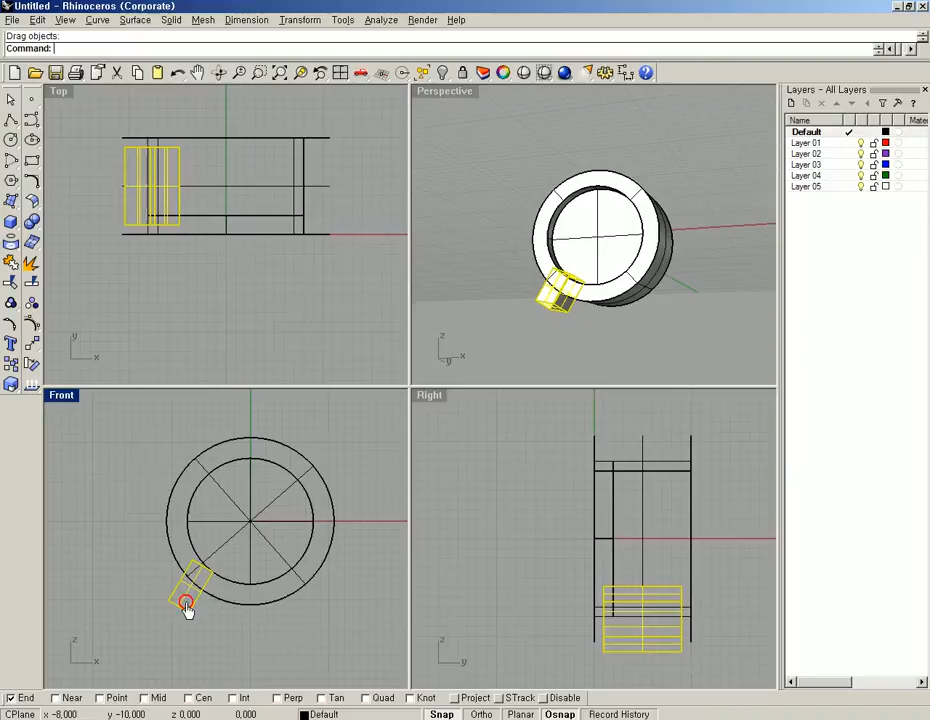 Untitled - Rhinoceros (Corporate)
File Edit View Curve Surface Solid Mesh Dimension Transform Tools Analyze Render Help
Drag objects:
Command:
Top
Perspective
Layers - All Layers
Name Mate
Default
Layer 01
Layer 02
Layer 03
Layer 04
Layer 05
y x
z x y
Front
Right
z x
z y
End Near Point Mid Cen Int Perp Tan Quad Knot Project STrack Disable
CPlane x -8,000 y -10,000 z 0,000 0,000 Default Snap Ortho Planar Osnap Record History